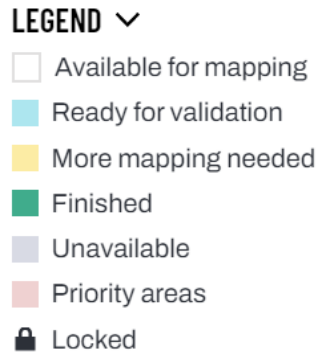 LEGEND
Available for mapping
Ready for validation
More mapping needed
Finished
Unavailable
Priority areas
Locked